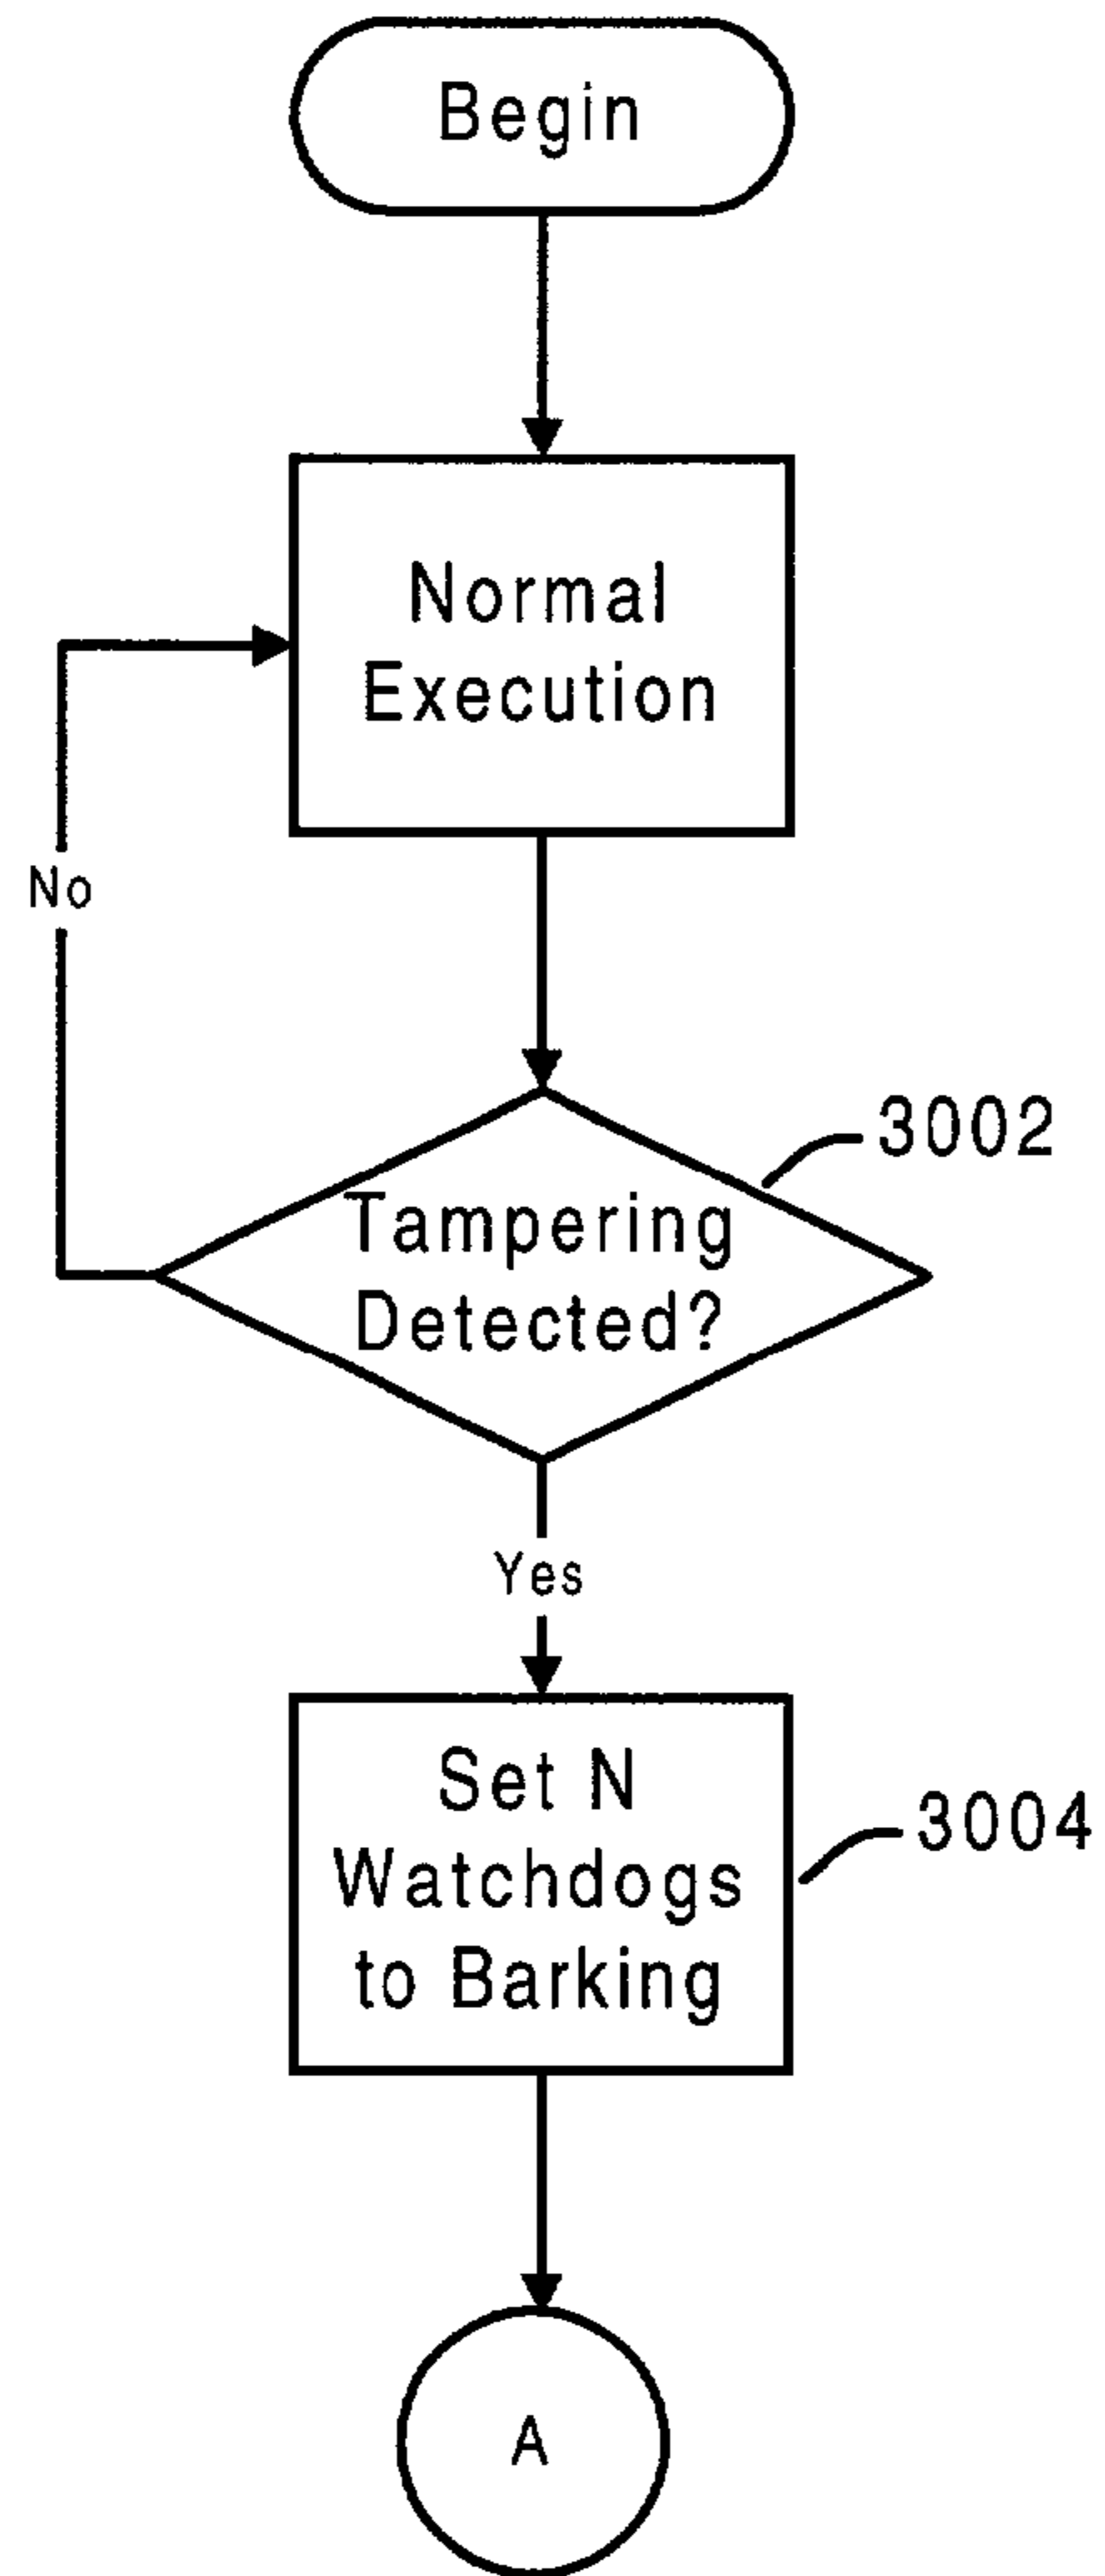 Begin
Normal
Execution
No
3002
Tampering
Detected?
Yes
Set N
Watchdogs
to Barking
3004
A